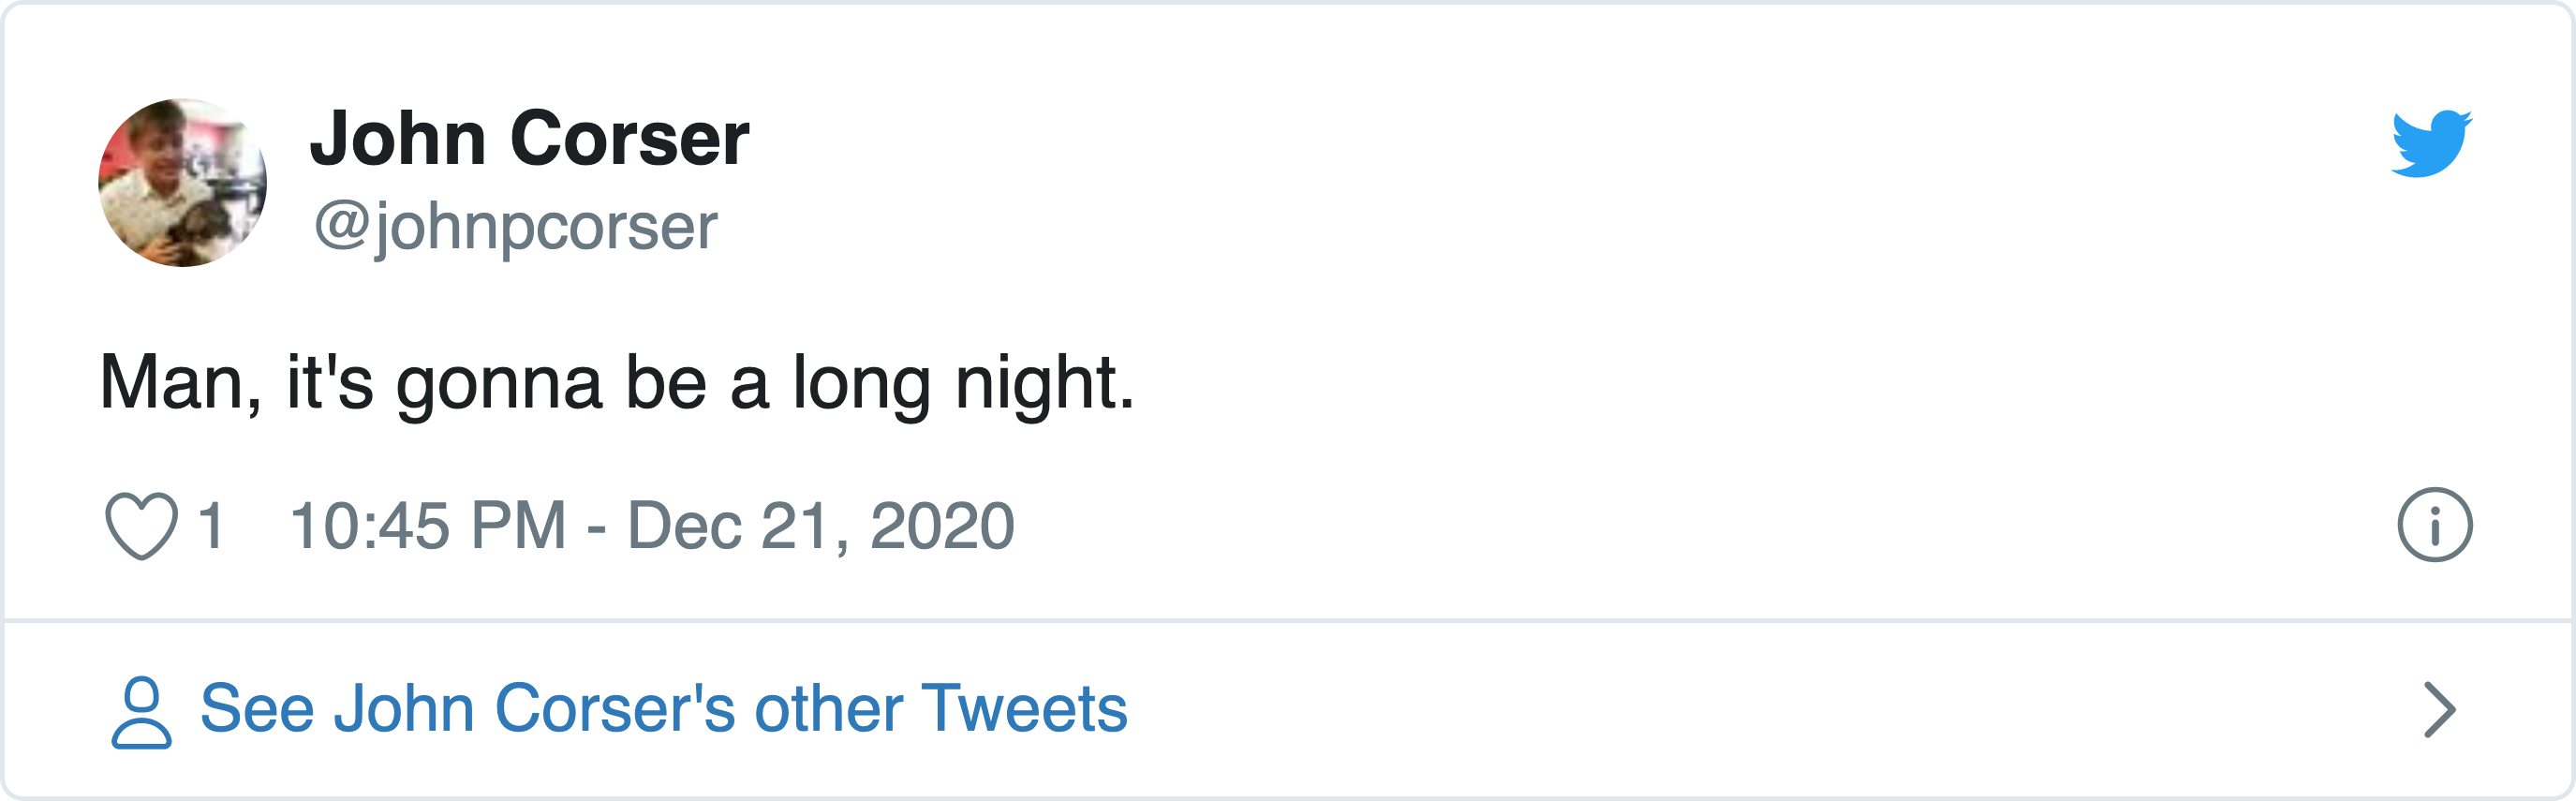 John Corser
@johnpcorser
Man, it's gonna be a long night.
1 10:45 PM - Dec 21, 2020
See John Corser's other Tweets